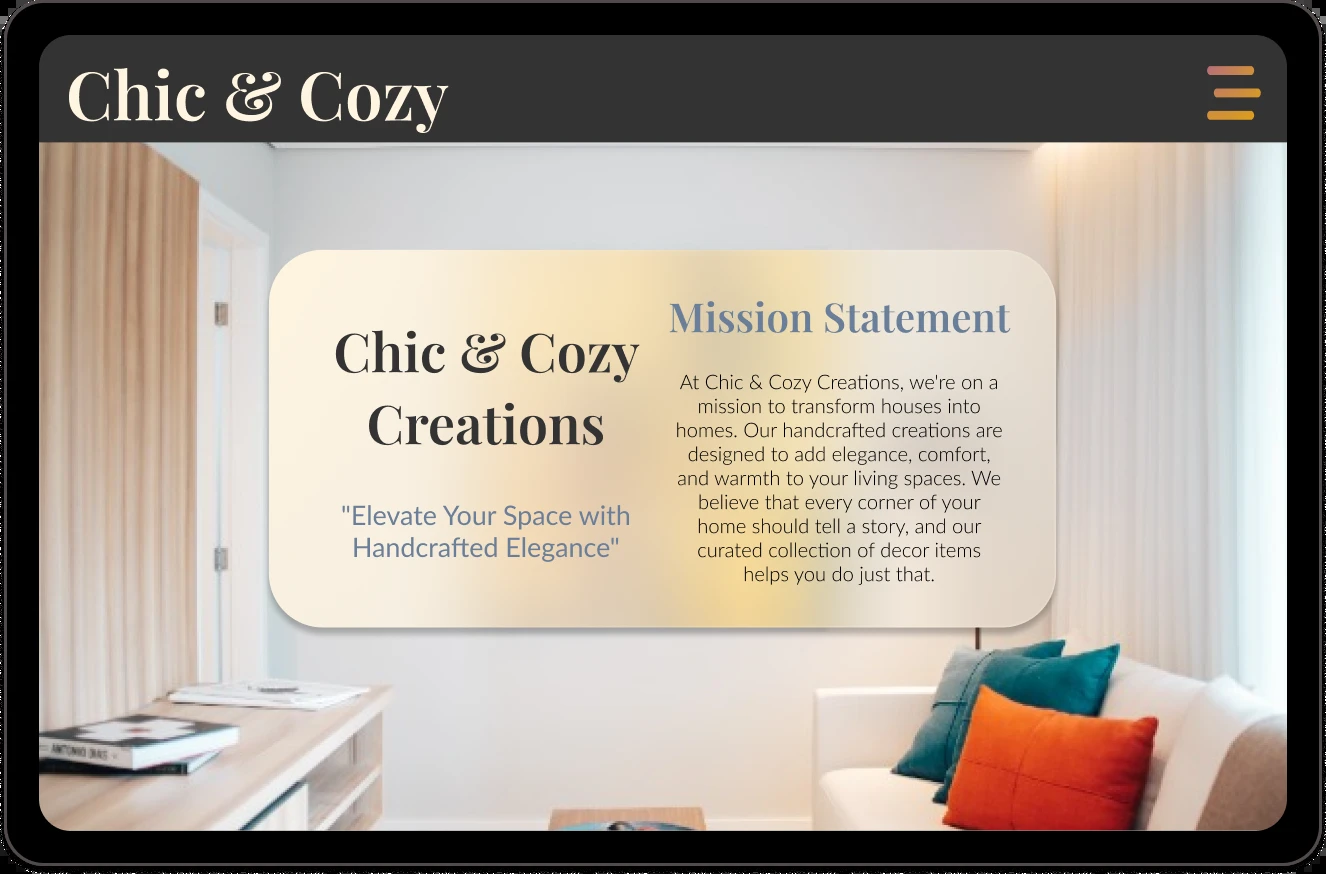 Chic & Cozy
Chic & Cozy
Creations
"Elevate Your Space with
Handcrafted Elegance"
Mission Statement
At Chic & Cozy Creations, we're on a
mission to transform houses into
homes. Our handcrafted creations are
designed to add elegance, comfort,
and warmth to your living spaces. We
believe that every corner of your
home should tell a story, and our
curated collection of decor items
helps you do just that.
ANTONIO DIAS